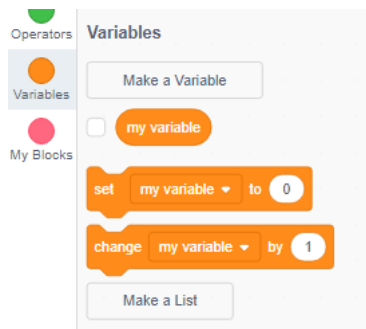 Operators
Variables
My Blocks
Variables
Make a Variable
my variable
set my variable to 0
change my variable by 1
Make a List